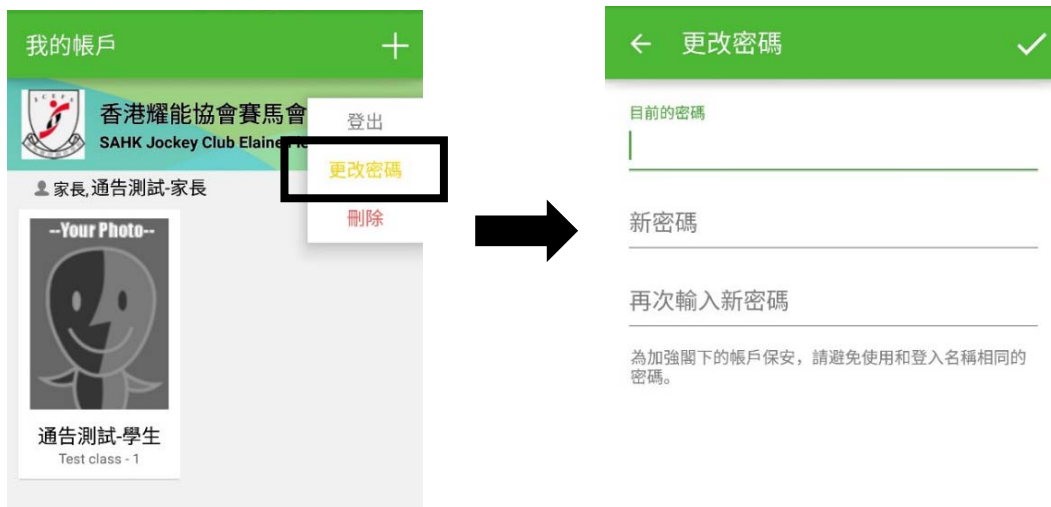 我的帳戶
香港耀能協會賽馬會
SAHK Jockey Club Elaine
登出
更改密碼
刪除
家長,通告測試-家長
--Your Photo--
通告測試-學生
Test class - 1
更改密碼
目前的密碼
新密碼
再次輸入新密碼
為加強閣下的帳戶保安,請避免使用和登入名稱相同的
密碼。